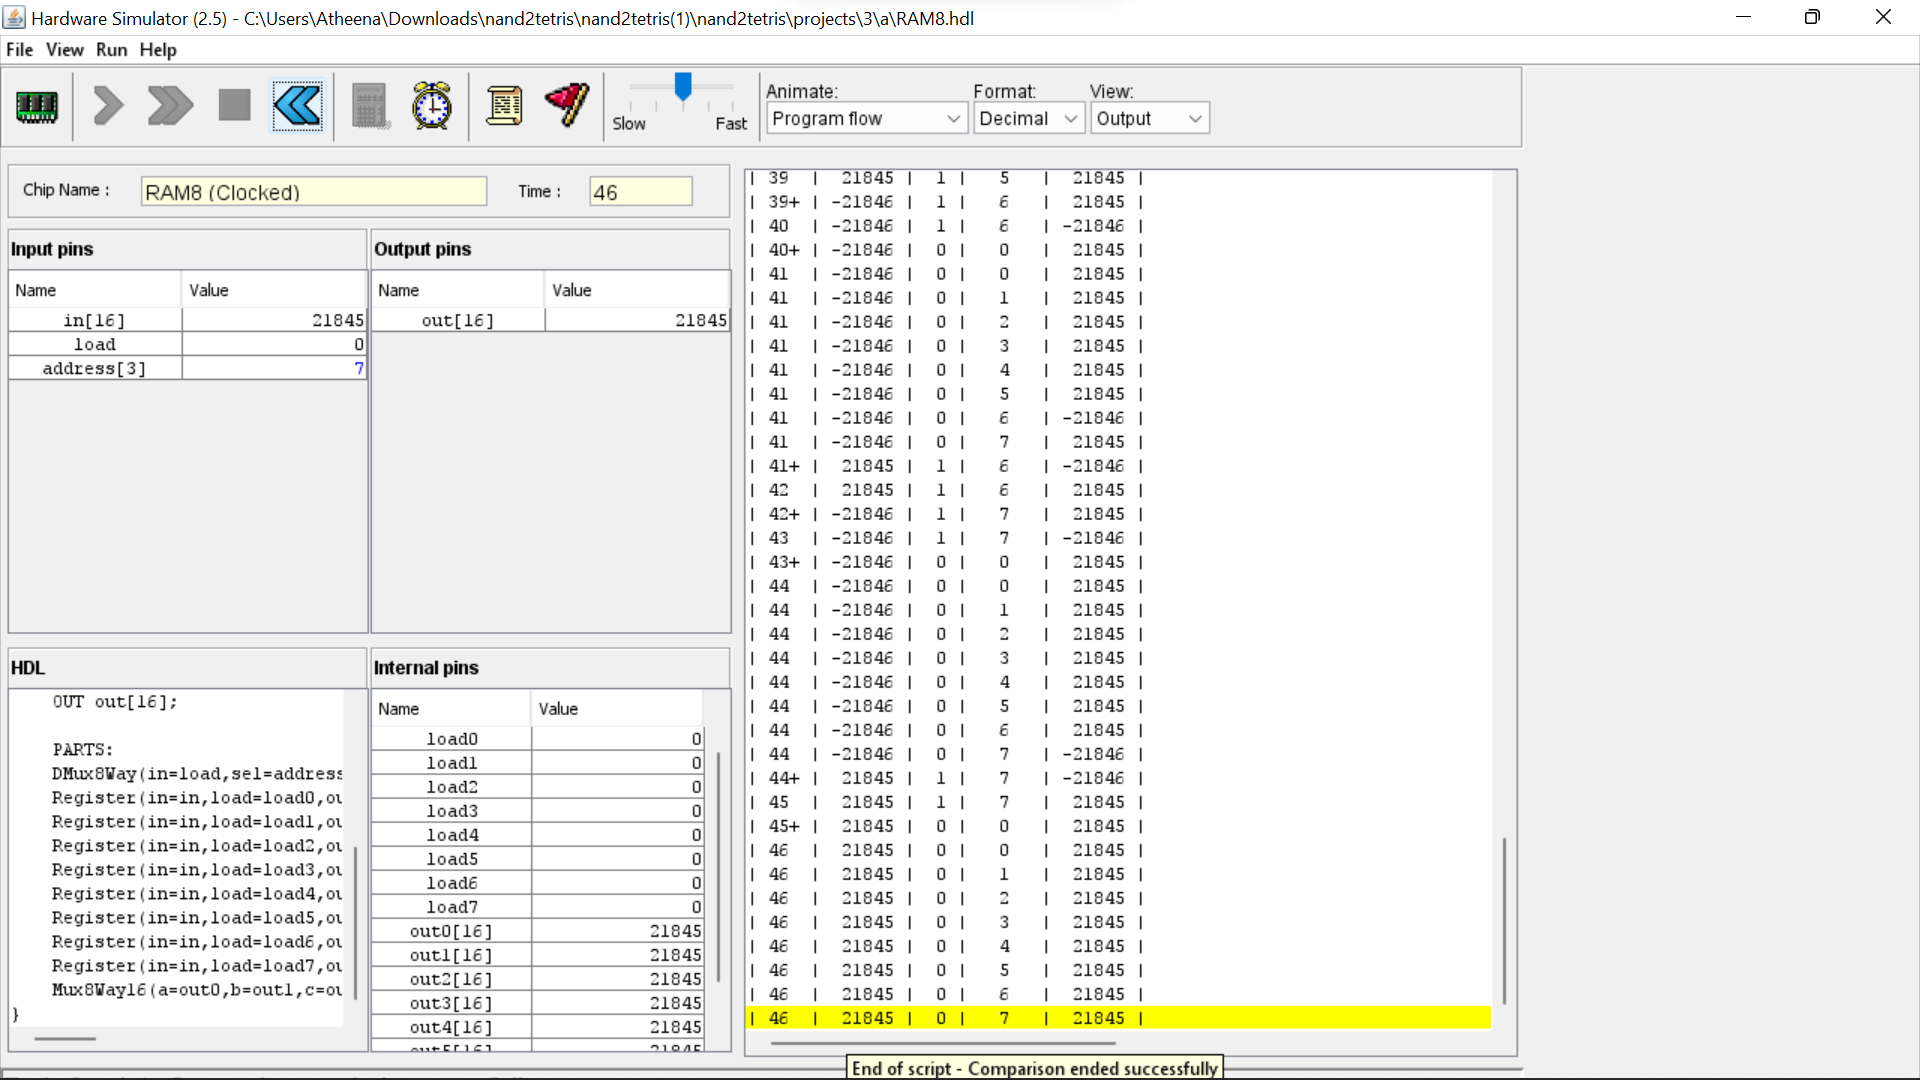 Hardware Simulator (2.5) - C:\Users\Atheena\Downloads\nand2tetris\nand2tetris(1)\nand2tetris\projects\3\a\RAM8.hdl
File View Run Help
Slow Fast
Animate:
Program flow
Format:
Decimal
View:
Output
Chip Name :
RAM8 (Clocked)
Time :
46
Input pins
Name Value
in[16] 21845
load 0
address[3] 7
Output pins
Name Value
out[16] 21845
HDL
OUT out[16];
PARTS:
DMux8Way(in=load,sel=address
Register(in=in,load=load0,ou
Register(in=in,load=load1,ou
Register(in=in,load=load2,ou
Register(in=in,load=load3,ou
Register(in=in,load=load4,ou
Register(in=in,load=load5,ou
Register(in=in,load=load6,ou
Register(in=in,load=load7,ou
Mux8Way16(a=out0,b=out1,c=ou
}
Internal pins
Name Value
load0 0
load1 0
load2 0
load3 0
load4 0
load5 0
load6 0
load7 0
out0[16] 21845
out1[16] 21845
out2[16] 21845
out3[16] 21845
out4[16] 21845
| 39 | 21845 | 1 | 5 | 21845 |
| 39+ | -21846 | 1 | 6 | 21845 |
| 40 | -21846 | 1 | 6 | -21846 |
| 40+ | -21846 | 0 | 0 | 21845 |
| 41 | -21846 | 0 | 0 | 21845 |
| 41 | -21846 | 0 | 1 | 21845 |
| 41 | -21846 | 0 | 2 | 21845 |
| 41 | -21846 | 0 | 3 | 21845 |
| 41 | -21846 | 0 | 4 | 21845 |
| 41 | -21846 | 0 | 5 | 21845 |
| 41 | -21846 | 0 | 6 | -21846 |
| 41 | -21846 | 0 | 7 | 21845 |
| 41+ | 21845 | 1 | 6 | -21846 |
| 42 | 21845 | 1 | 6 | 21845 |
| 42+ | -21846 | 1 | 7 | 21845 |
| 43 | -21846 | 1 | 7 | -21846 |
| 43+ | -21846 | 0 | 0 | 21845 |
| 44 | -21846 | 0 | 0 | 21845 |
| 44 | -21846 | 0 | 1 | 21845 |
| 44 | -21846 | 0 | 2 | 21845 |
| 44 | -21846 | 0 | 3 | 21845 |
| 44 | -21846 | 0 | 4 | 21845 |
| 44 | -21846 | 0 | 5 | 21845 |
| 44 | -21846 | 0 | 6 | 21845 |
| 44 | -21846 | 0 | 7 | -21846 |
| 44+ | 21845 | 1 | 7 | -21846 |
| 45 | 21845 | 1 | 7 | 21845 |
| 45+ | 21845 | 0 | 0 | 21845 |
| 46 | 21845 | 0 | 0 | 21845 |
| 46 | 21845 | 0 | 1 | 21845 |
| 46 | 21845 | 0 | 2 | 21845 |
| 46 | 21845 | 0 | 3 | 21845 |
| 46 | 21845 | 0 | 4 | 21845 |
| 46 | 21845 | 0 | 5 | 21845 |
| 46 | 21845 | 0 | 6 | 21845 |
| 46 | 21845 | 0 | 7 | 21845 |
End of script - Comparison ended successfully